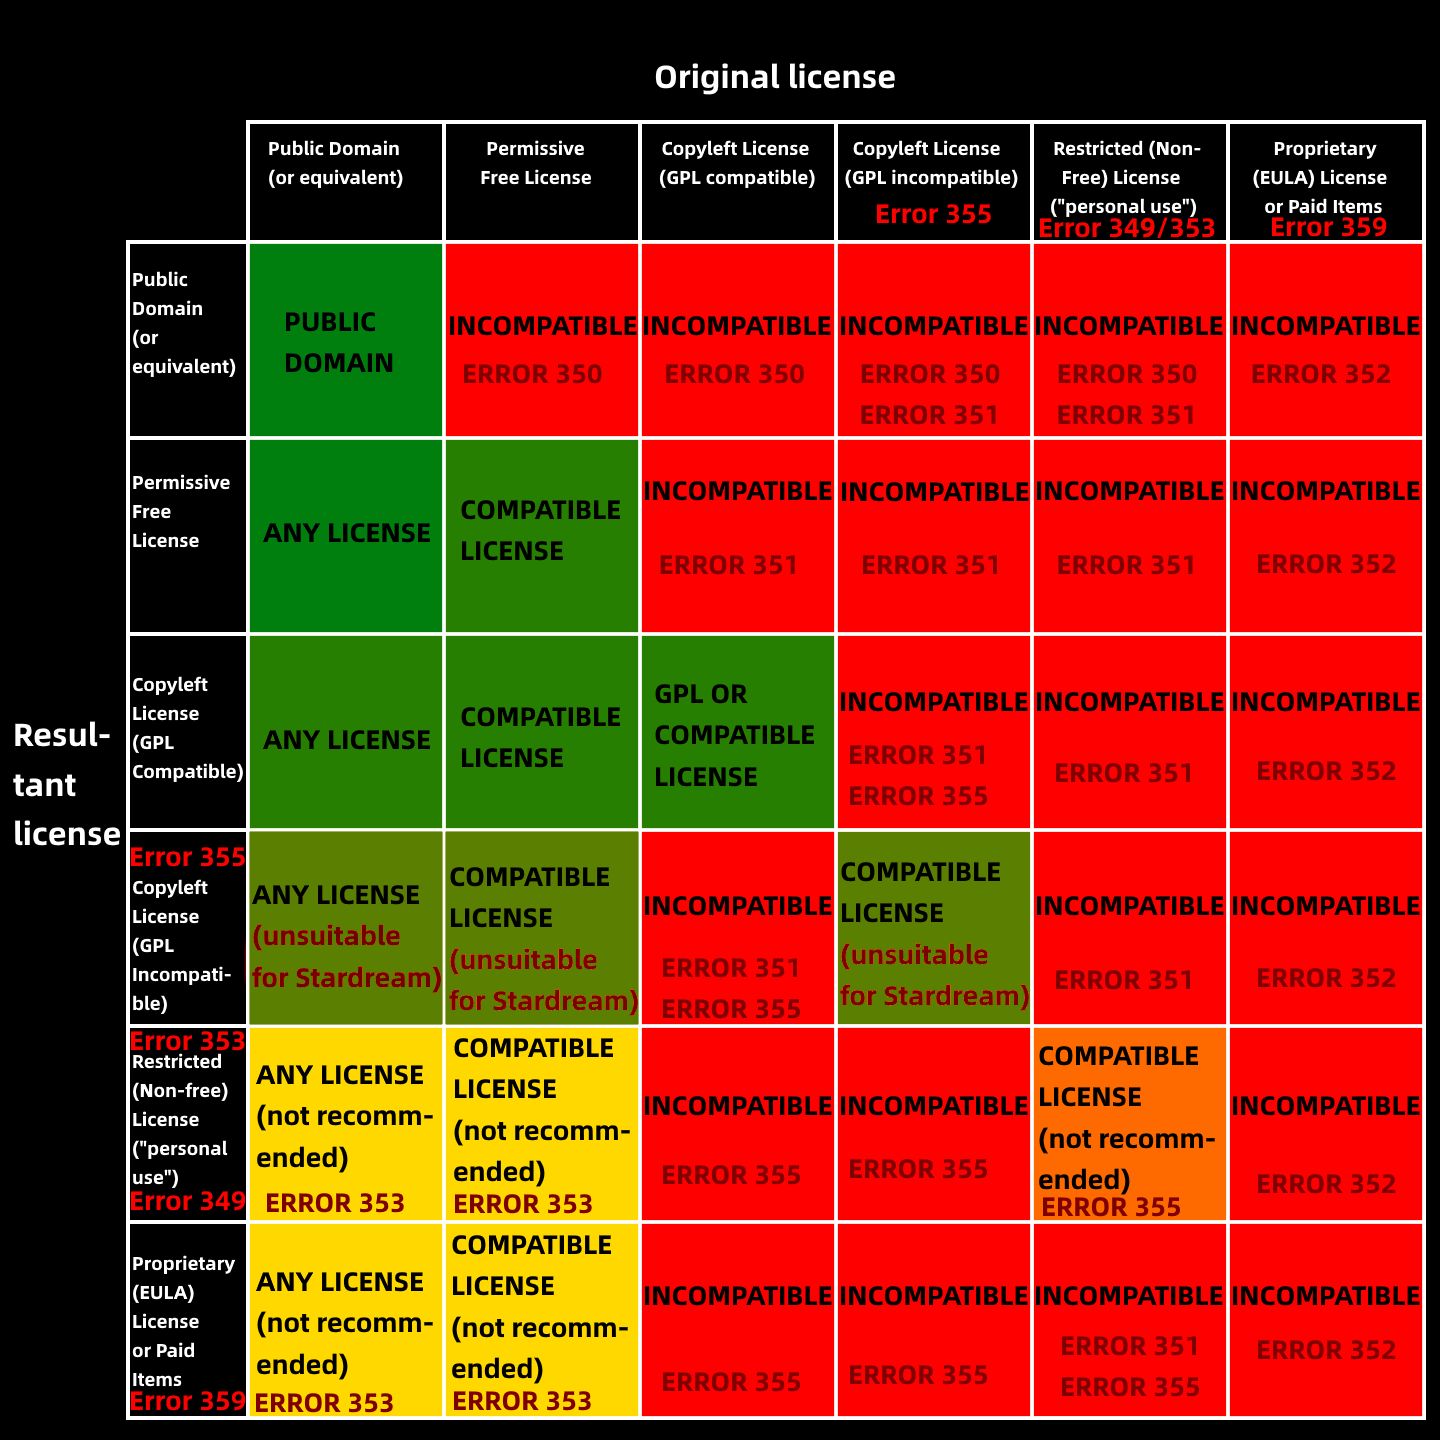 Original license
Public Domain
(or equivalent)
Permissive
Free License
Copyleft License
(GPL compatible)
Copyleft License
(GPL incompatible)
Error 355
Restricted (Non-
Free) License
("personal use")
Error 349/353
Proprietary
(EULA) License
or Paid Items
Error 359
Resul-
tant
license
Public
Domain
(or
equivalent)
PUBLIC
DOMAIN
INCOMPATIBLE
ERROR 350
INCOMPATIBLE
ERROR 350
INCOMPATIBLE
ERROR 350
ERROR 351
INCOMPATIBLE
ERROR 350
ERROR 351
INCOMPATIBLE
ERROR 352
Permissive
Free
License
ANY LICENSE
COMPATIBLE
LICENSE
INCOMPATIBLE
ERROR 351
INCOMPATIBLE
ERROR 351
INCOMPATIBLE
ERROR 351
INCOMPATIBLE
ERROR 352
Copyleft
License
(GPL
Compatible)
ANY LICENSE
COMPATIBLE
LICENSE
GPL OR
COMPATIBLE
LICENSE
INCOMPATIBLE
ERROR 351
ERROR 355
INCOMPATIBLE
ERROR 351
INCOMPATIBLE
ERROR 352
Error 355
Copyleft
License
(GPL
Incompati-
ble)
ANY LICENSE
(unsuitable
for Stardream)
COMPATIBLE
LICENSE
(unsuitable
for Stardream)
INCOMPATIBLE
ERROR 351
ERROR 355
COMPATIBLE
LICENSE
(unsuitable
for Stardream)
INCOMPATIBLE
ERROR 351
INCOMPATIBLE
ERROR 352
Error 353
Restricted
(Non-free)
License
("personal
use")
Error 349
ANY LICENSE
(not recomm-
ended)
ERROR 353
COMPATIBLE
LICENSE
(not recomm-
ended)
ERROR 353
INCOMPATIBLE
ERROR 355
INCOMPATIBLE
ERROR 355
COMPATIBLE
LICENSE
(not recomm-
ended)
ERROR 355
INCOMPATIBLE
ERROR 352
Proprietary
(EULA)
License
or Paid
Items
Error 359
ANY LICENSE
(not recomm-
ended)
ERROR 353
COMPATIBLE
LICENSE
(not recomm-
ended)
ERROR 353
INCOMPATIBLE
ERROR 355
INCOMPATIBLE
ERROR 355
INCOMPATIBLE
ERROR 351
ERROR 355
INCOMPATIBLE
ERROR 352